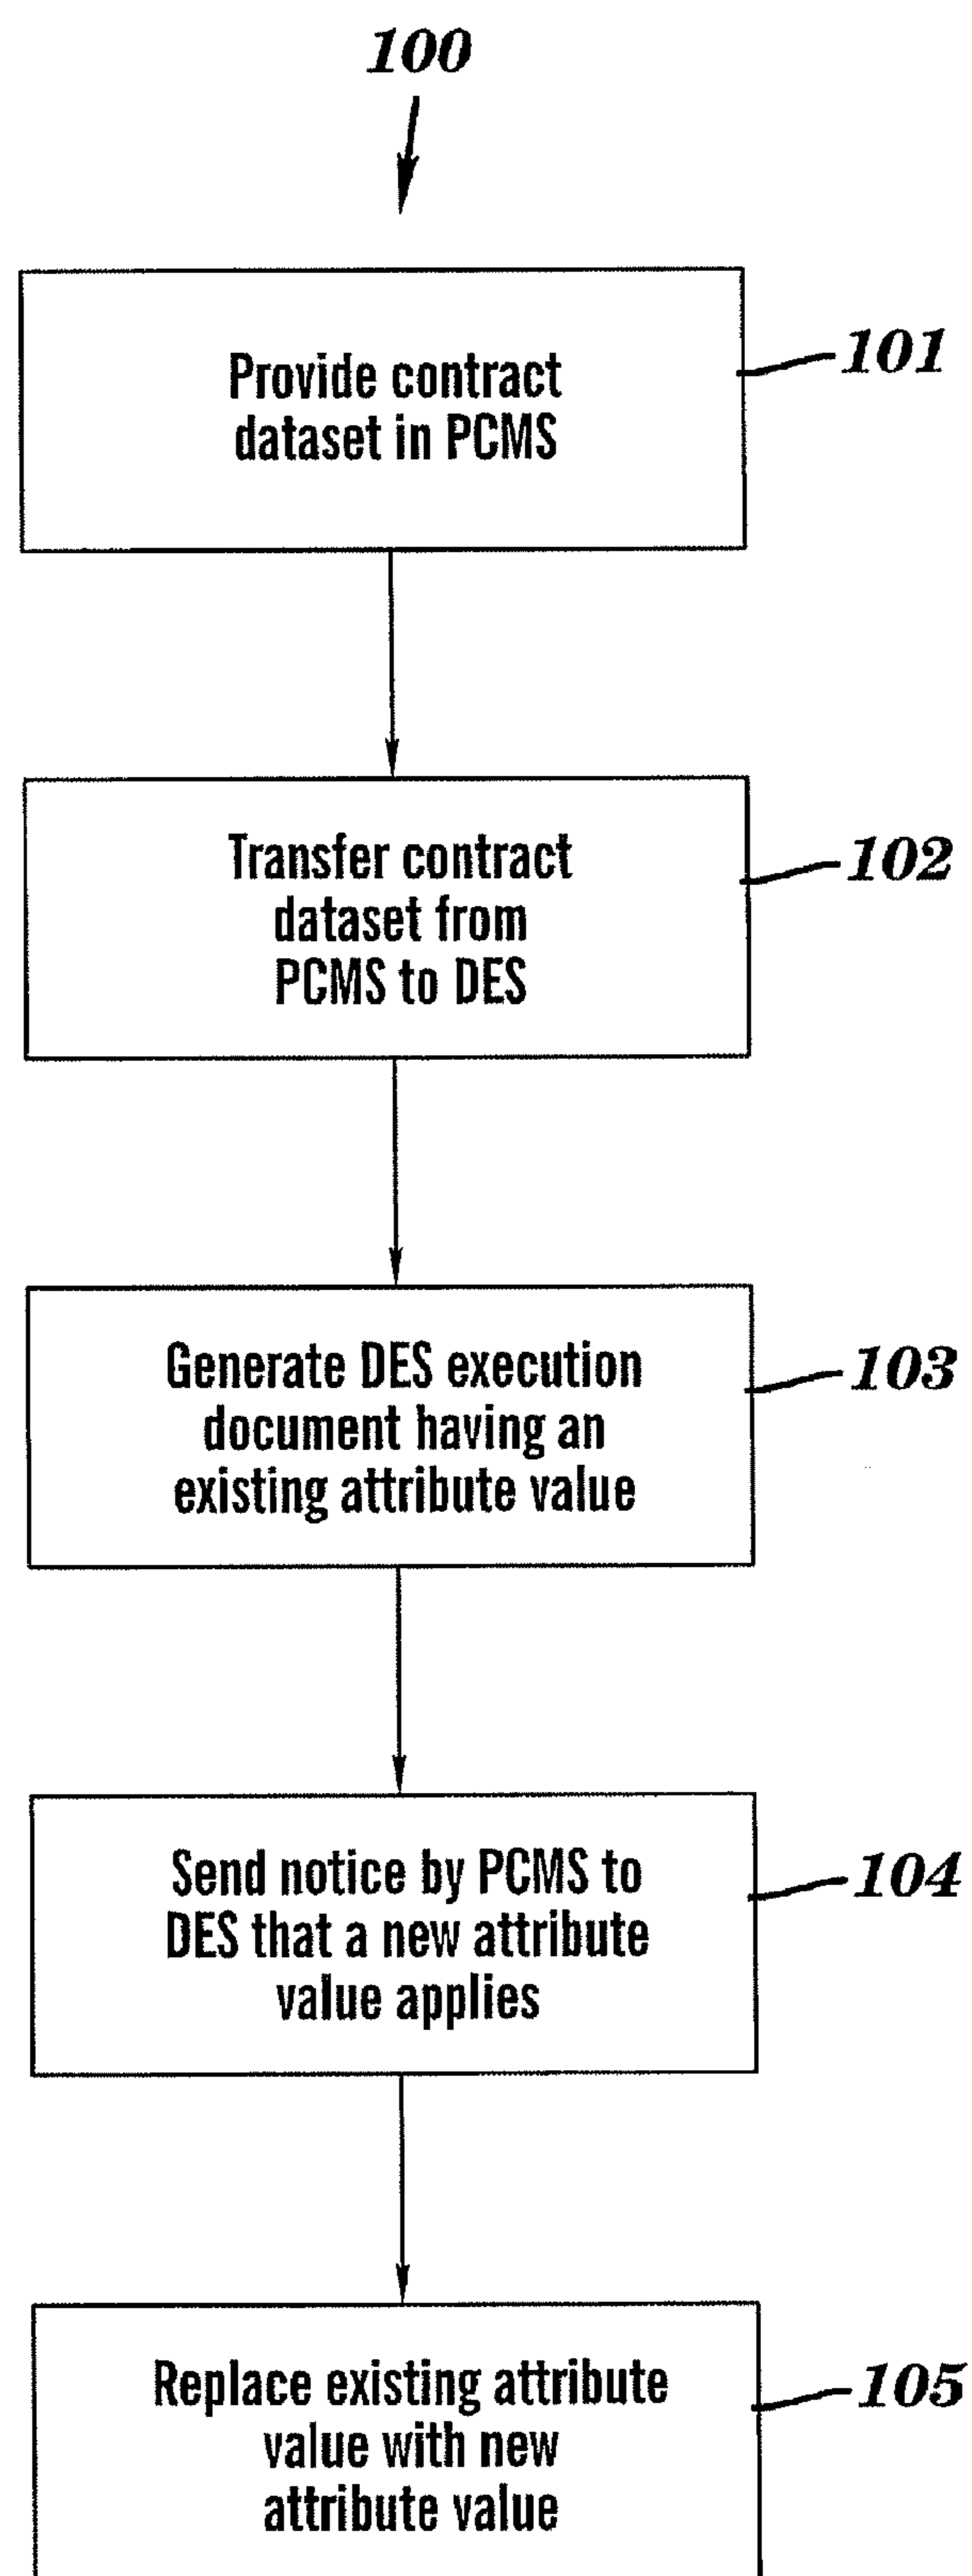 100
Provide contract
dataset in PCMS
101
Transfer contract
dataset from
PCMS to DES
102
Generate DES execution
document having an
existing attribute value
103
Send notice by PCMS to
DES that a new attribute
value applies
104
Replace existing attribute
value with new
attribute value
105